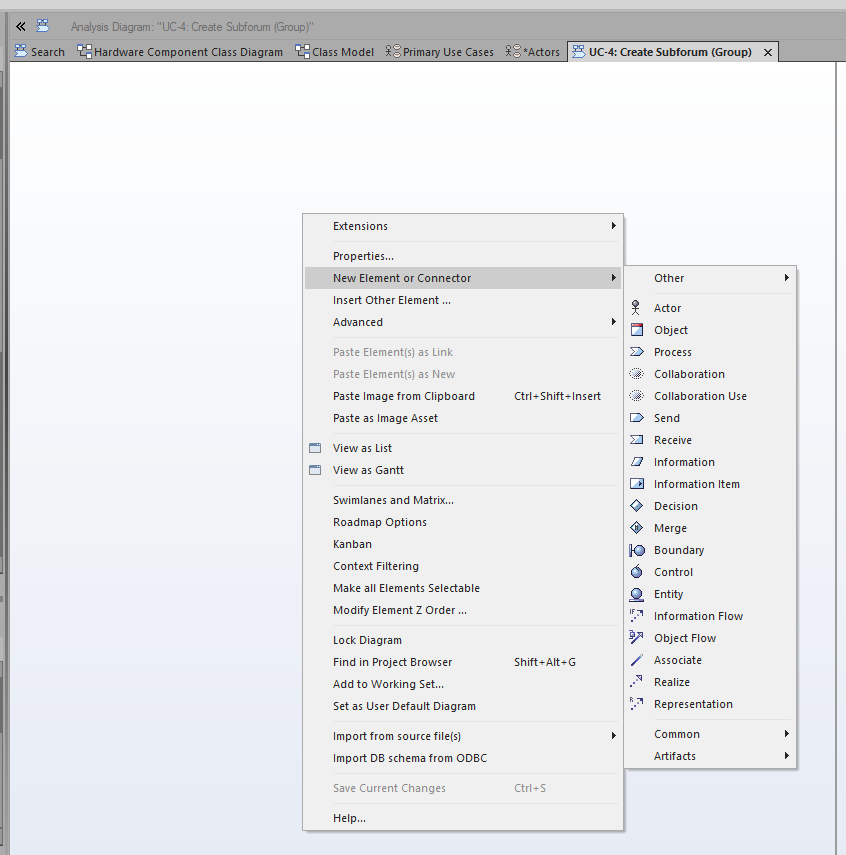 Analysis Diagram: "UC-4: Create Subforum (Group)"
Search Hardware Component Class Diagram Class Model Primary Use Cases *Actors UC-4: Create Subforum (Group)
Extensions
Properties...
New Element or Connector
Insert Other Element ...
Advanced
Paste Element(s) as Link
Paste Element(s) as New
Paste Image from Clipboard Ctrl+Shift+Insert
Paste as Image Asset
View as List
View as Gantt
Swimlanes and Matrix...
Roadmap Options
Kanban
Context Filtering
Make all Elements Selectable
Modify Element Z Order ...
Lock Diagram
Find in Project Browser Shift+Alt+G
Add to Working Set...
Set as User Default Diagram
Import from source file(s)
Import DB schema from ODBC
Save Current Changes Ctrl+S
Help...
Other
Actor
Object
Process
Collaboration
Collaboration Use
Send
Receive
Information
Information Item
Decision
Merge
Boundary
Control
Entity
Information Flow
Object Flow
Associate
Realize
Representation
Common
Artifacts